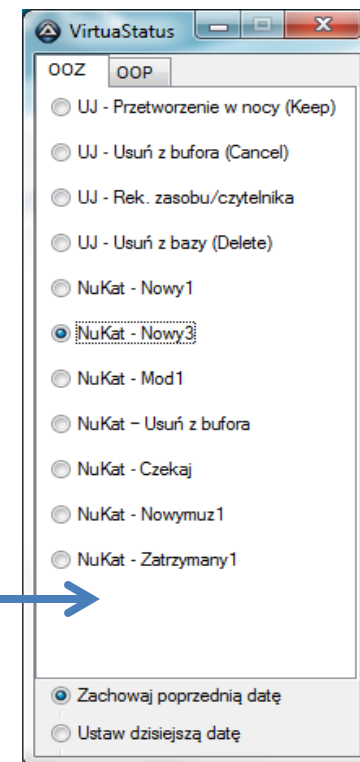 VirtuaStatus
OOZ OOP
UJ - Przetworzenie w nocy (Keep)
UJ - Usuń z bufora (Cancel)
UJ - Rek. zasobu/czytelnika
UJ - Usuń z bazy (Delete)
NuKat - Nowy1
NuKat - Nowy3
NuKat - Mod1
NuKat – Usuń z bufora
NuKat - Czekaj
NuKat - Nowymuz1
NuKat - Zatrzymany1
Zachowaj poprzednią datę
Ustaw dzisiejszą datę